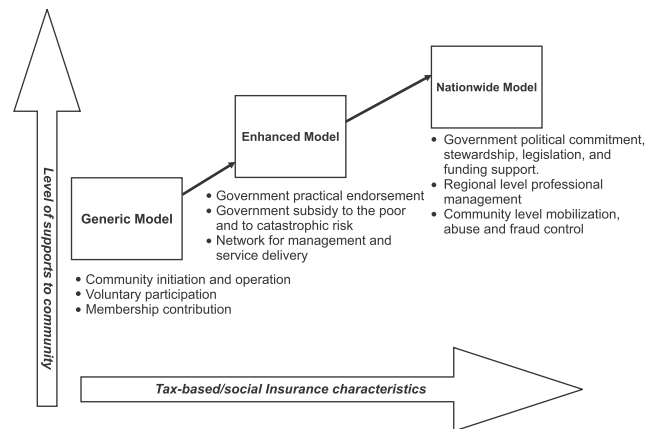 Nationwide Model
• Government political commitment,
stewardship, legislation, and
funding support.
• Regional level professional
management
• Community level mobilization,
abuse and fraud control
Enhanced Model
• Government practical endorsement
• Government subsidy to the poor
and to catastrophic risk
• Network for management and
service delivery
Generic Model
• Community initiation and operation
• Voluntary participation
• Membership contribution
Level of supports to community
Tax-based/social Insurance characteristics